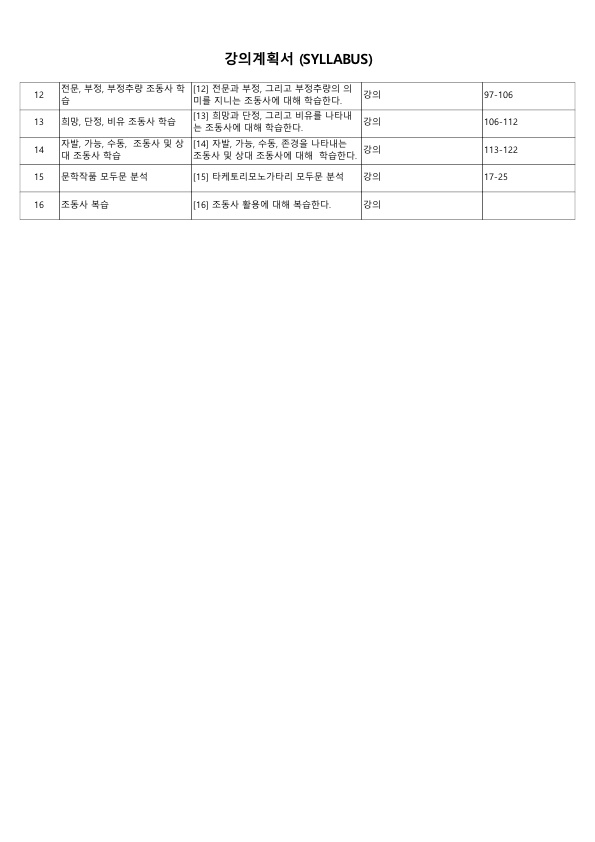 강의계획서 (SYLLABUS)
12
전문, 부정, 부정추량 조동사 학
습
[12] 전문과 부정, 그리고 부정추량의 의
미를 지니는 조동사에 대해 학습한다.
강의
97-106
13
희망, 단정, 비유 조동사 학습
[13] 희망과 단정, 그리고 비유를 나타내
는 조동사에 대해 학습한다.
강의
106-112
14
자발, 가능, 수동,  조동사 및 상
대 조동사 학습
[14] 자발, 가능, 수동, 존경을 나타내는
조동사 및 상대 조동사에 대해  학습한다.
강의
113-122
15
문학작품 모두문 분석
[15] 타케토리모노가타리 모두문 분석
강의
17-25
16
조동사 복습
[16] 조동사 활용에 대해 복습한다.
강의